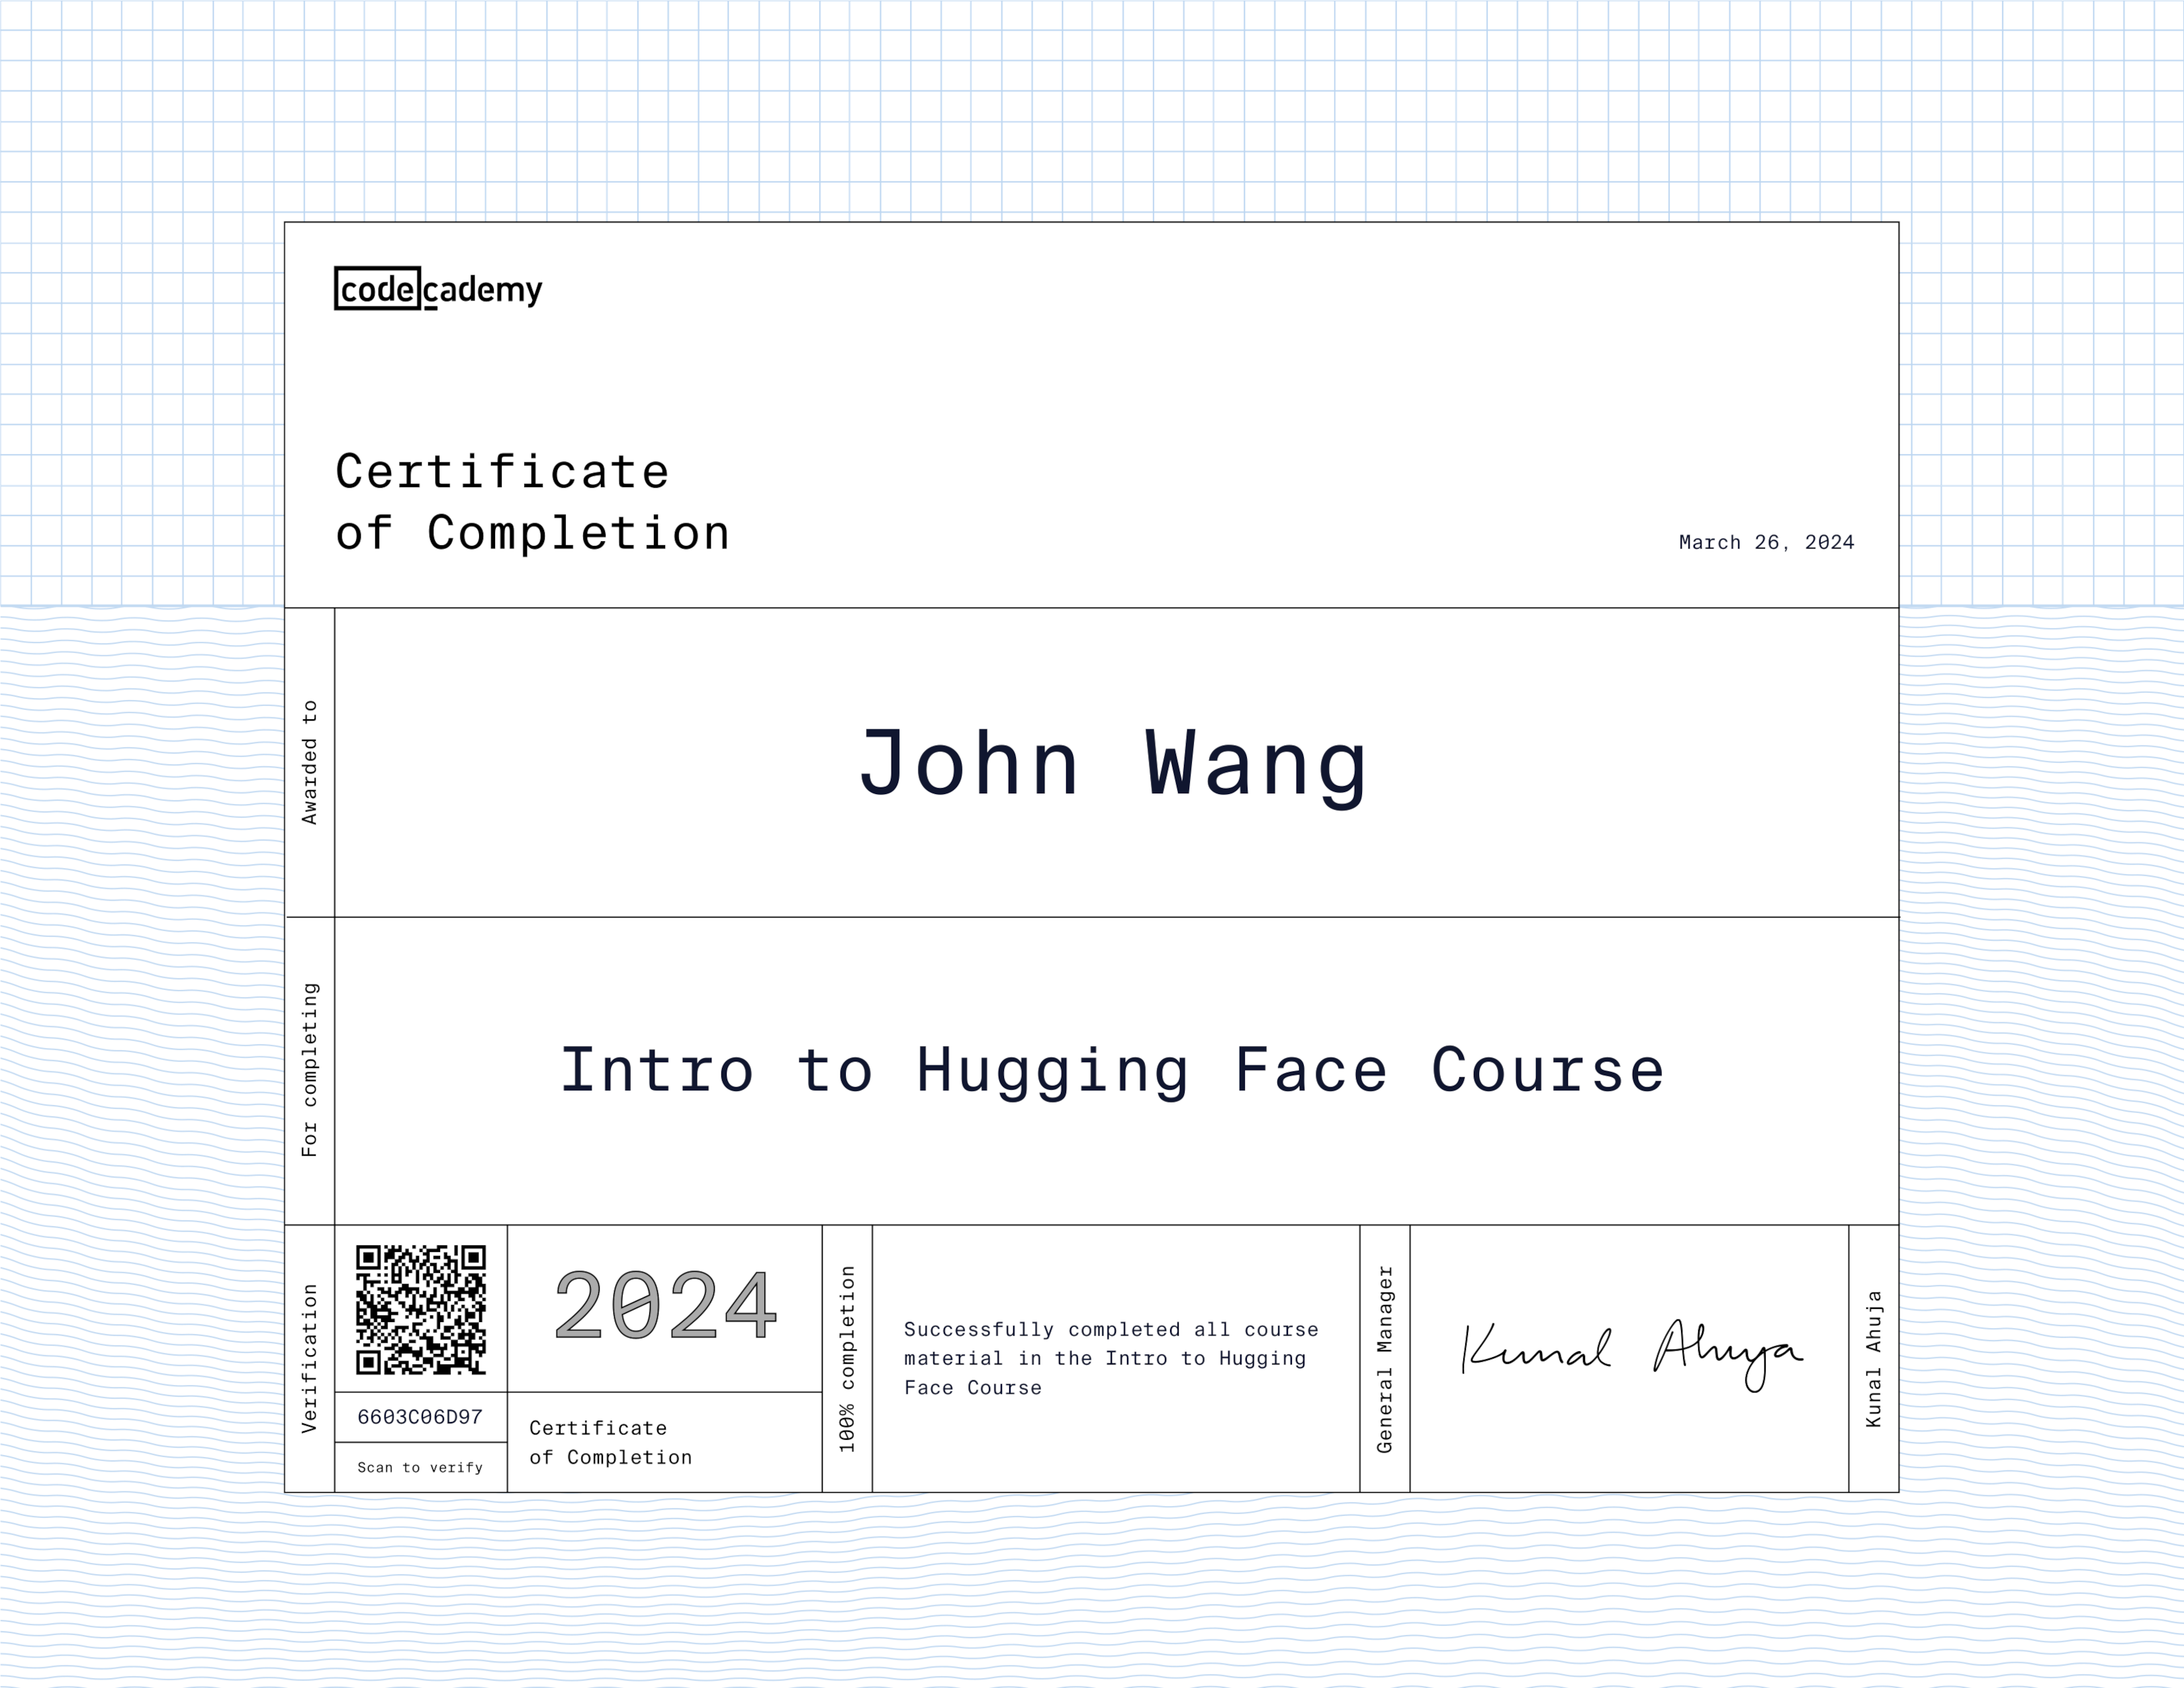 codecademy
Certificate
of Completion
March 26, 2024
Awarded to
John Wang
For completing
Intro to Hugging Face Course
Verification
6603C06D97
Scan to verify
2024
Certificate
of Completion
100% completion
Successfully completed all course
material in the Intro to Hugging
Face Course
General Manager
Kunal Ahuja
Kunal Ahuja